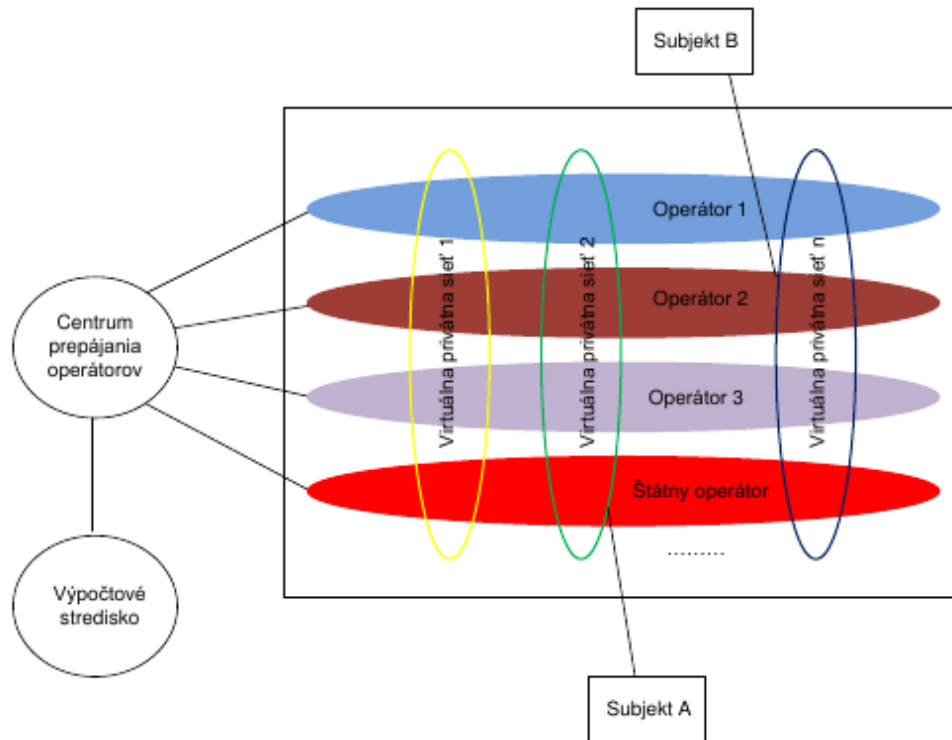 Subjekt B
Operátor 1
Operátor 2
Operátor 3
Štátny operátor
Virtuálna privátna sieť 1
Virtuálna privátna sieť 2
Virtuálna privátna sieť n
.........
Centrum
prepájania
operátorov
Výpočtové
stredisko
Subjekt A